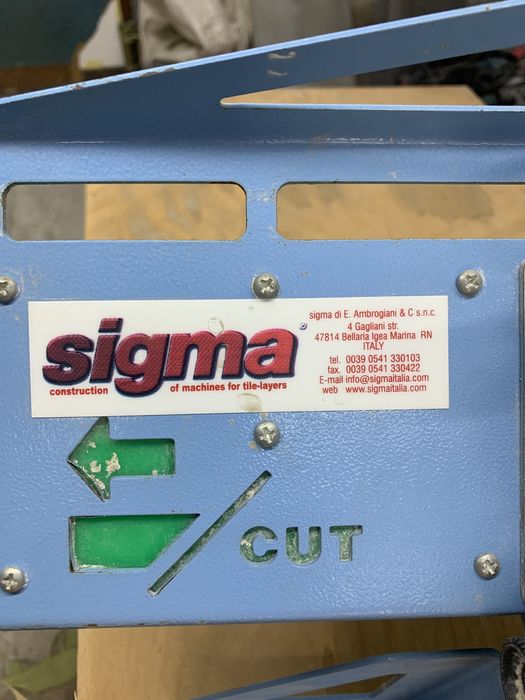 sigma
construction of machines for tile-layers
sigma di E. Ambrogiani & C s.n.c.
4 Gagliani str.
47814 Bellaria Igea Marina RN
ITALY
tel. 0039 0541 330103
fax. 0039 0541 330422
E-mail info@sigmaitalia.com
web www.sigmaitalia.com
CUT